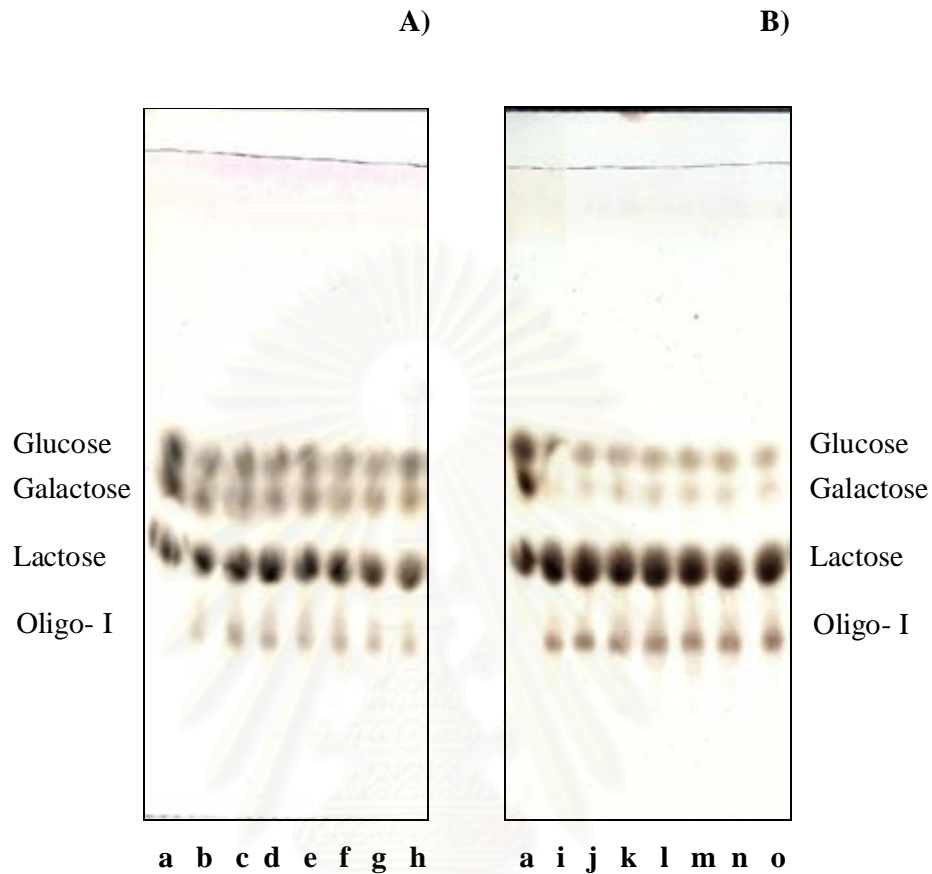 A) B)
Glucose Glucose
Galactose Galactose
Lactose Lactose
Oligo- I Oligo- I
a b c d e f g h a i j k l m n o